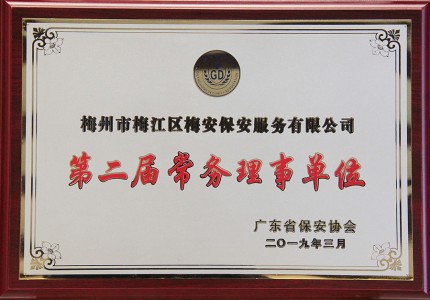 GD
梅州市梅江区梅安保安服务有限公司
第二届常务理事单位
广东省保安协会
二〇一九年三月